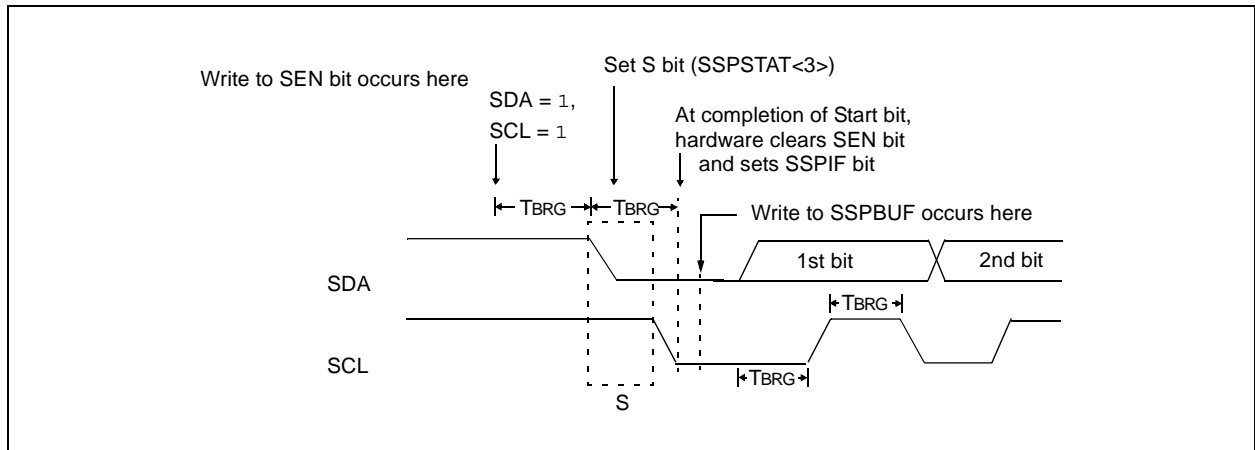 Write to SEN bit occurs here
Set S bit (SSPSTAT<3>)
SDA = 1,
SCL = 1
At completion of Start bit,
hardware clears SEN bit
and sets SSPIF bit
TBRG
TBRG
Write to SSPBUF occurs here
SDA
1st bit
2nd bit
TBRG
SCL
TBRG
S